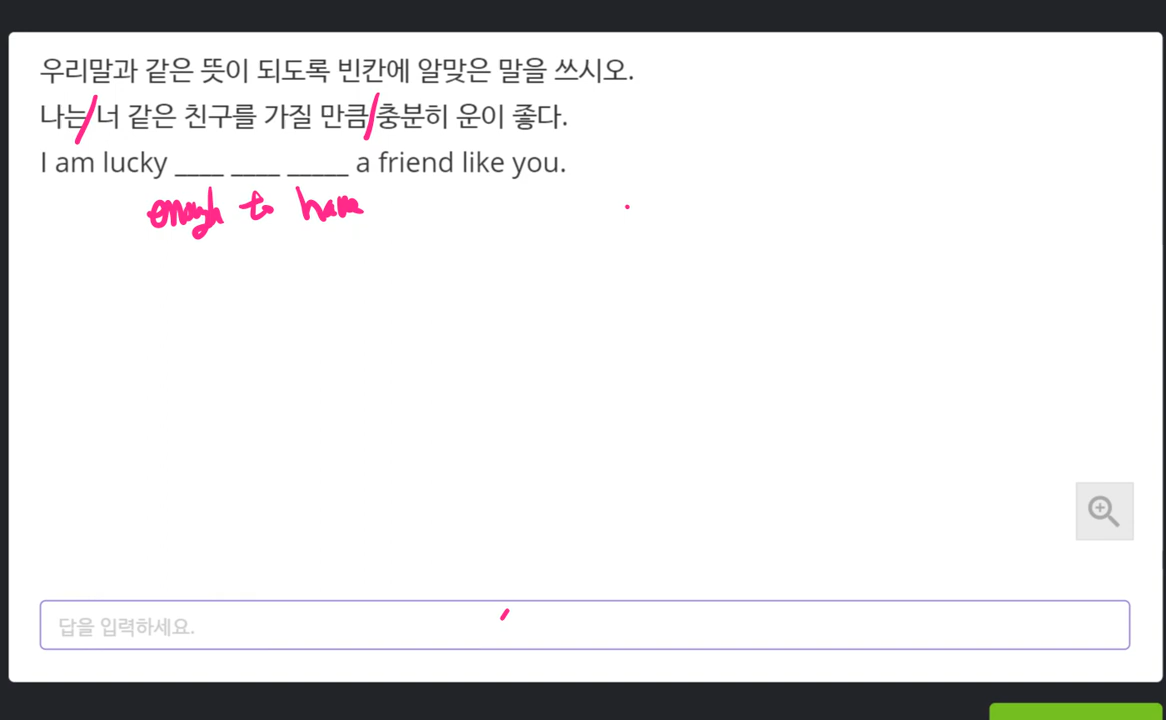 우리말과 같은 뜻이 되도록 빈칸에 알맞은 말을 쓰시오.
나는/너 같은 친구를 가질 만큼/충분히 운이 좋다.
I am lucky ____ ____ _____ a friend like you.
enough to have
답을 입력하세요.